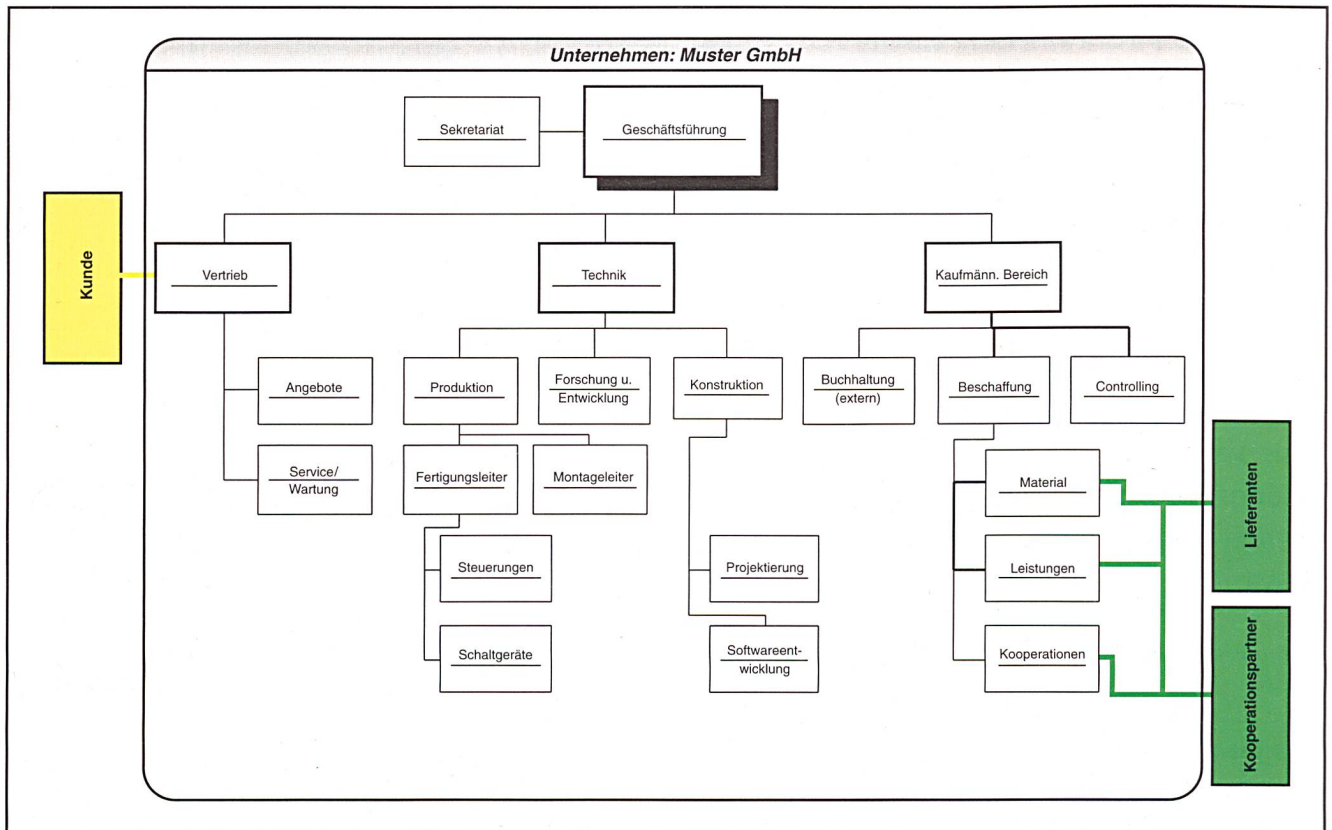 Unternehmen: Muster GmbH
Sekretariat
Geschäftsführung
Kunde
Vertrieb
Technik
Kaufmänn. Bereich
Angebote
Produktion
Forschung u.
Entwicklung
Konstruktion
Buchhaltung
(extern)
Beschaffung
Controlling
Service/
Wartung
Fertigungsleiter
Montageleiter
Material
Lieferanten
Steuerungen
Projektierung
Leistungen
Schaltgeräte
Softwareent-
wicklung
Kooperationen
Kooperationspartner